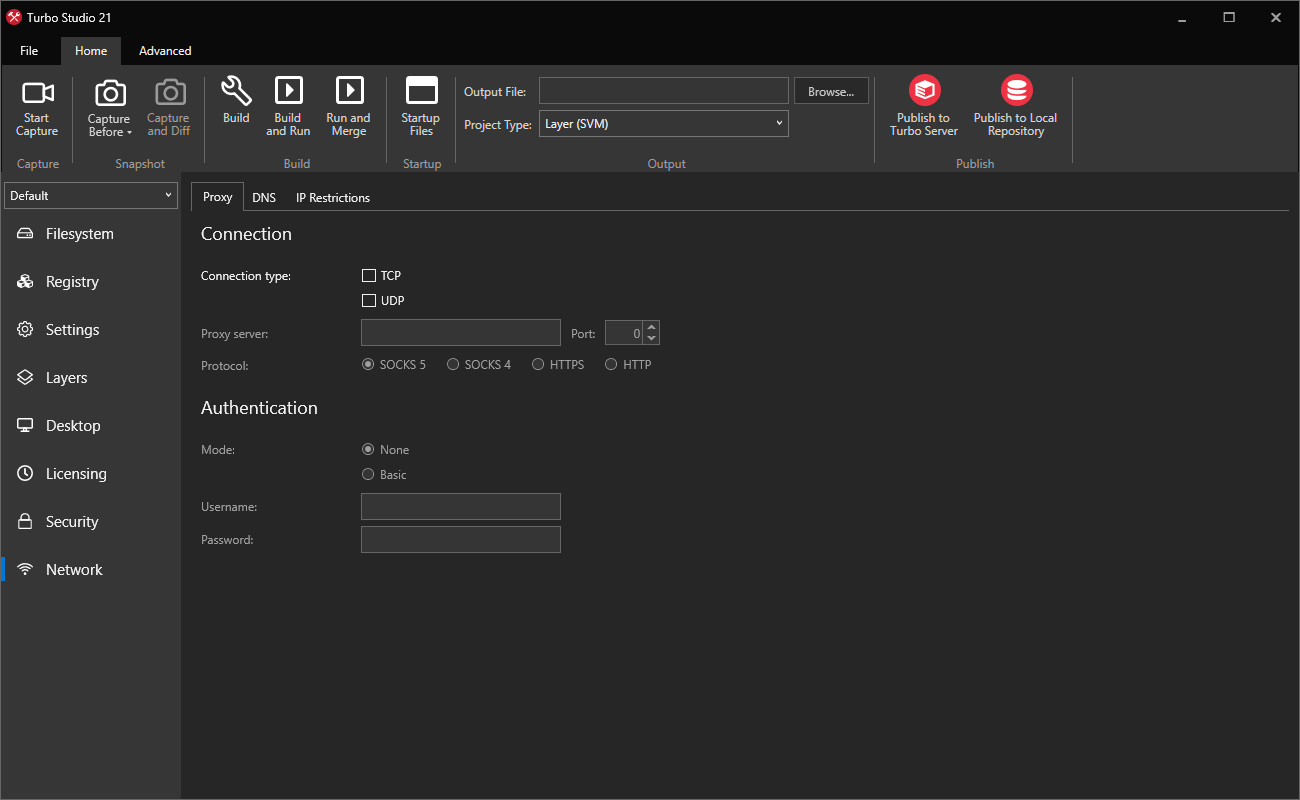 Turbo Studio 21
File Home Advanced
Start
Capture
Capture
Before
Capture
and Diff
Build
Build
and Run
Run and
Merge
Startup
Files
Output File:
Browse...
Project Type: Layer (SVM)
Publish to
Turbo Server
Publish to Local
Repository
Capture Snapshot Build Startup Output Publish
Default
Filesystem
Registry
Settings
Layers
Desktop
Licensing
Security
Network
Proxy DNS IP Restrictions
Connection
Connection type: TCP
UDP
Proxy server: Port: 0
Protocol: SOCKS 5 SOCKS 4 HTTPS HTTP
Authentication
Mode: None
Basic
Username:
Password: